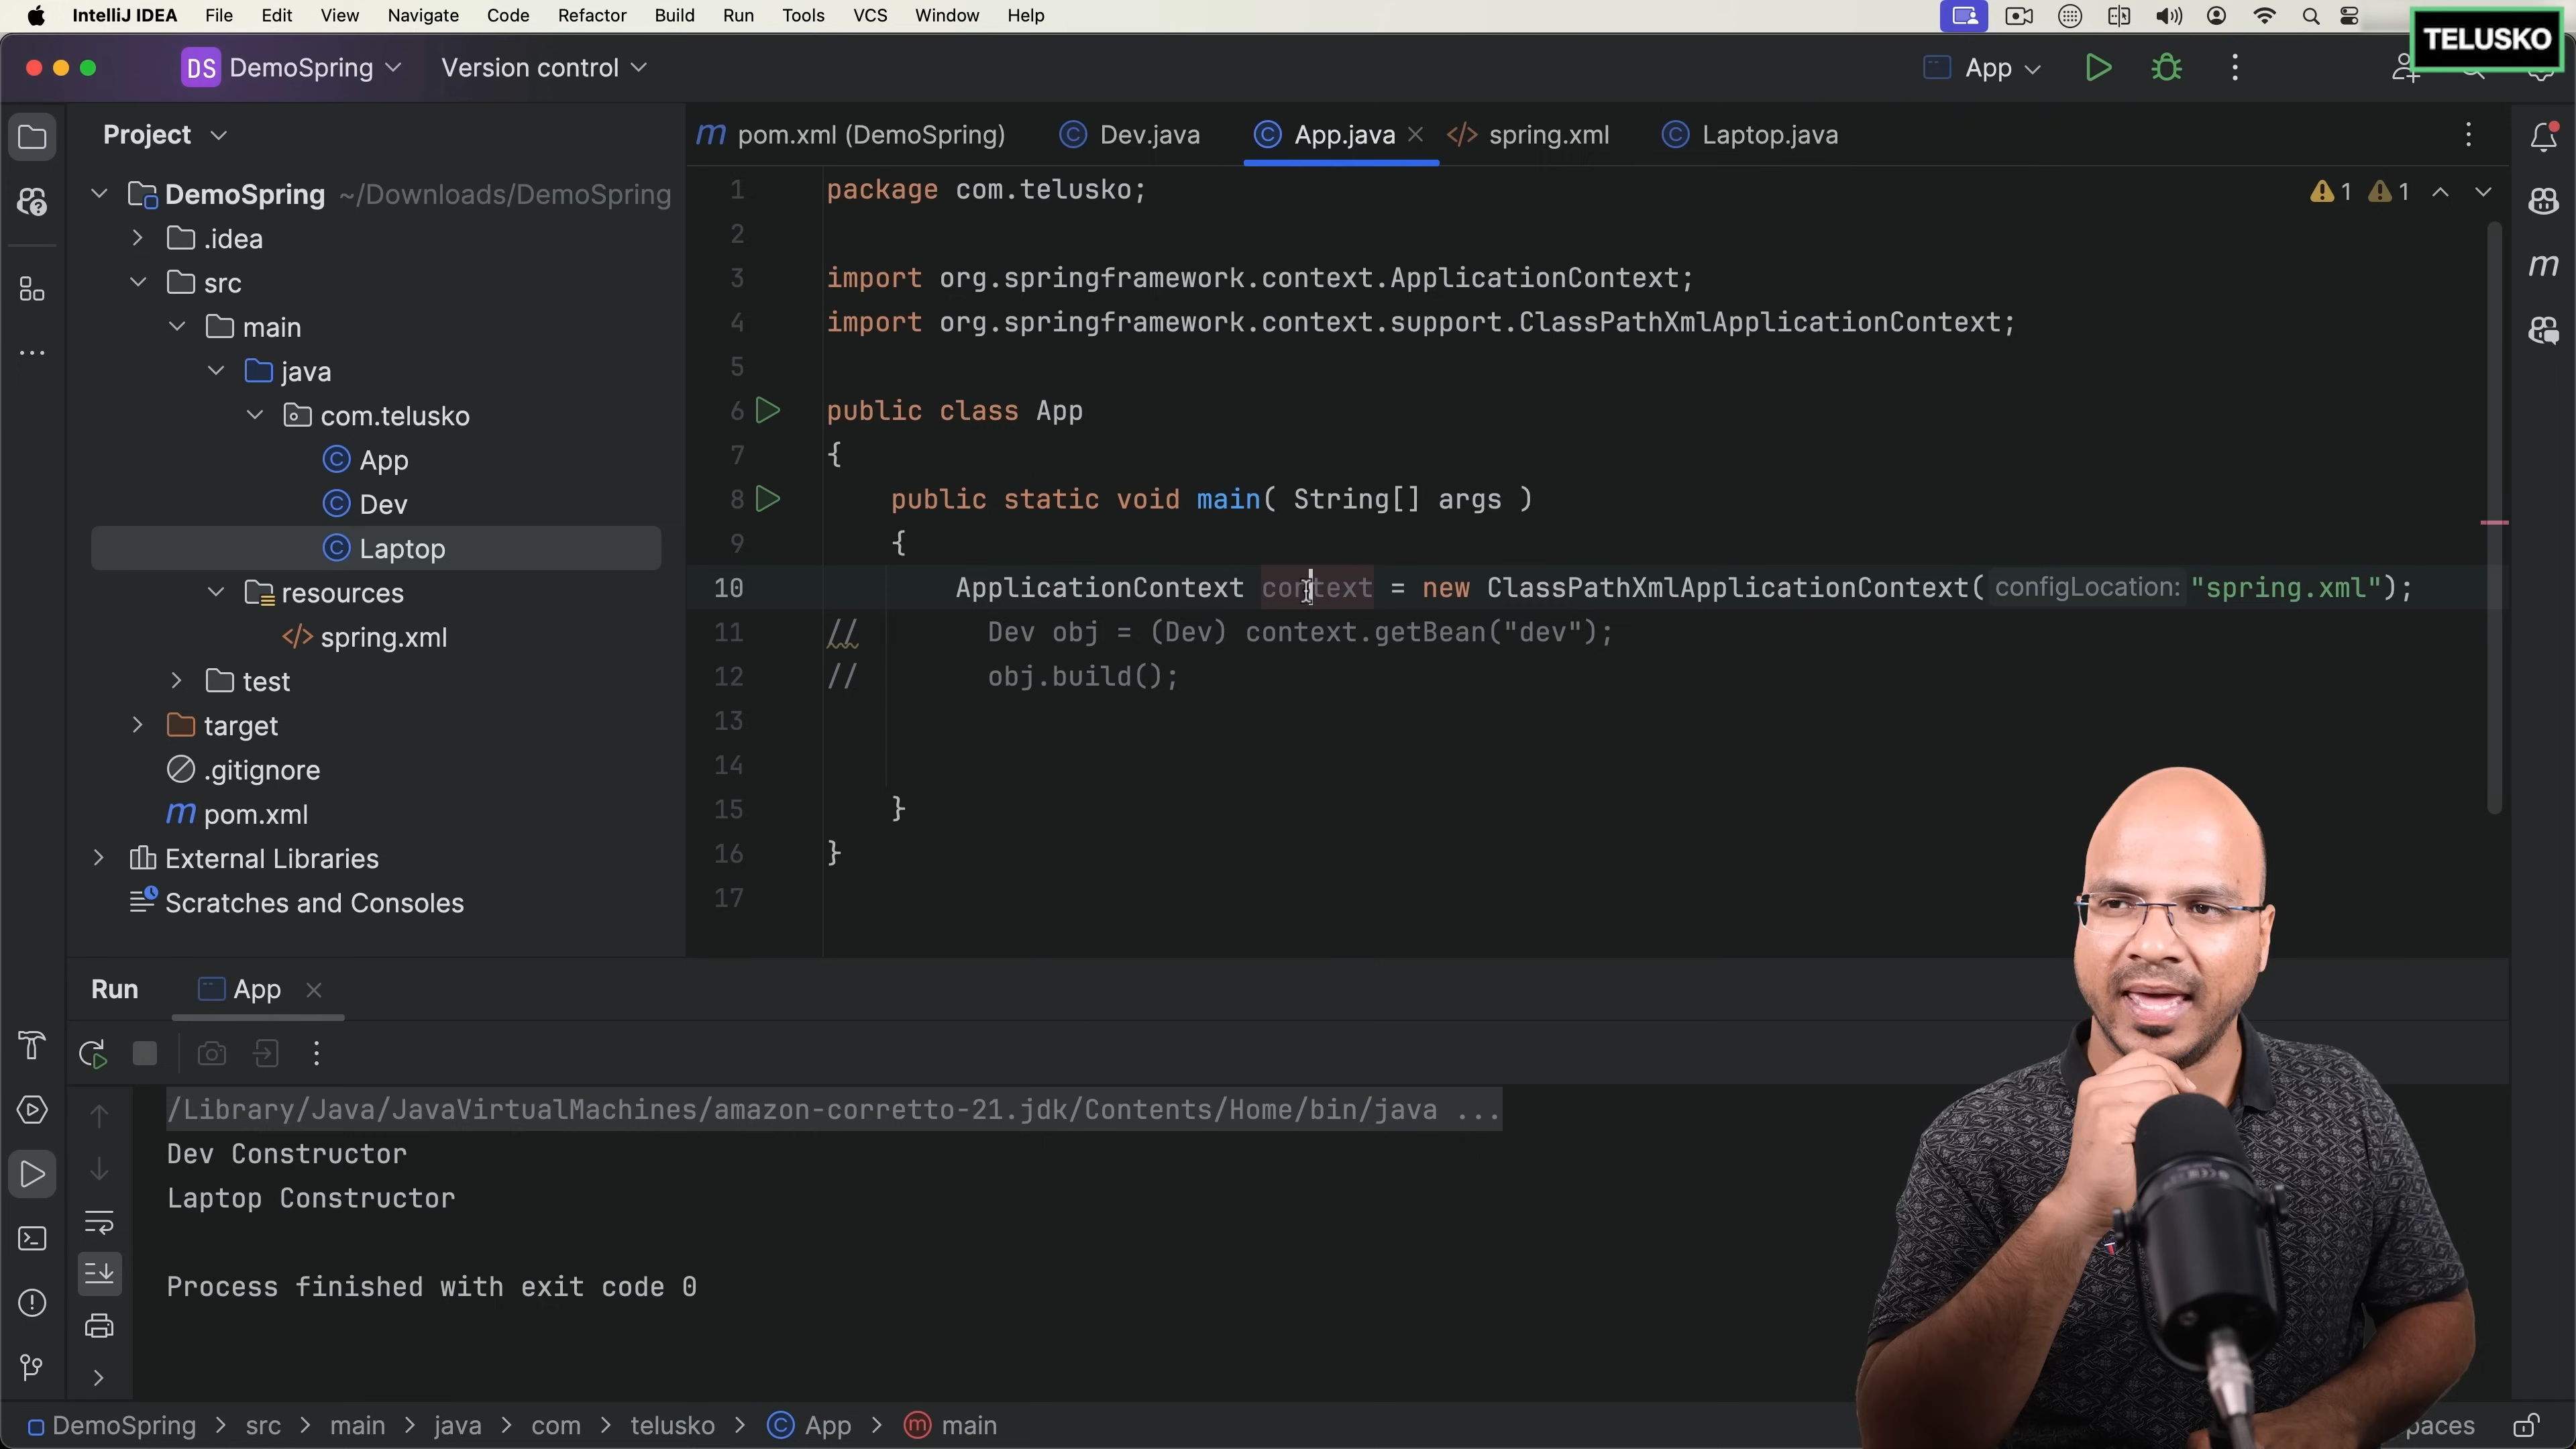 IntelliJ IDEA File Edit View Navigate Code Refactor Build Run Tools VCS Window Help
TELUSKO
DS DemoSpring Version control App
Project
pom.xml (DemoSpring) Dev.java App.java spring.xml Laptop.java
DemoSpring ~/Downloads/DemoSpring
.idea
src
main
java
com.telusko
App
Dev
Laptop
resources
spring.xml
test
target
.gitignore
m pom.xml
External Libraries
Scratches and Consoles
1 package com.telusko;
2
3 import org.springframework.context.ApplicationContext;
4 import org.springframework.context.support.ClassPathXmlApplicationContext;
5
6 public class App
7 {
8 public static void main( String[] args )
9 {
10 ApplicationContext context = new ClassPathXmlApplicationContext( configLocation: "spring.xml");
11 // Dev obj = (Dev) context.getBean("dev");
12 // obj.build();
13
14
15 }
16 }
17
1 1
Run App
/Library/Java/JavaVirtualMachines/amazon-corretto-21.jdk/Contents/Home/bin/java ...
Dev Constructor
Laptop Constructor
Process finished with exit code 0
DemoSpring > src > main > java > com > telusko > App > main